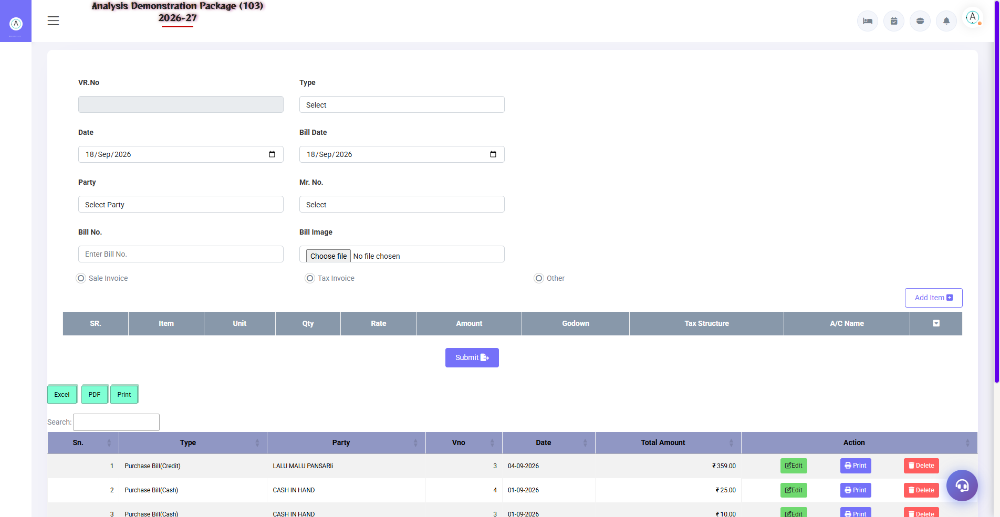 Analysis Demonstration Package (103)
2026-27
A
A
VR.No
Type
Select
Date
Bill Date
18/Sep/2026
18/Sep/2026
Party
Mr. No.
Select Party
Select
Bill No.
Bill Image
Enter Bill No.
Choose file No file chosen
Sale Invoice
Tax Invoice
Other
Add Item
SR. Item Unit Qty Rate Amount Godown Tax Structure A/C Name
Submit
Excel PDF Print
Search:
Sn. Type Party Vno Date Total Amount Action
1 Purchase Bill(Credit) LALU MALU PANSARIi 3 04-09-2026 ₹ 359.00 Edit Print Delete
2 Purchase Bill(Cash) CASH IN HAND 4 01-09-2026 ₹ 25.00 Edit Print Delete
3 Purchase Bill(Cash) CASH IN HAND 3 01-09-2026 ₹ 10.00 Edit Print Delete